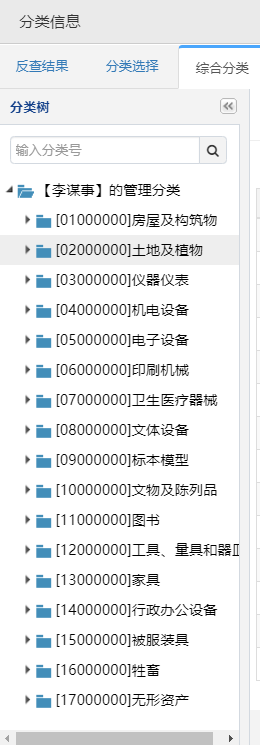 分类信息
反查结果 分类选择 综合分类
分类树
输入分类号
【李谋事】的管理分类
[01000000]房屋及构筑物
[02000000]土地及植物
[03000000]仪器仪表
[04000000]机电设备
[05000000]电子设备
[06000000]印刷机械
[07000000]卫生医疗器械
[08000000]文体设备
[09000000]标本模型
[10000000]文物及陈列品
[11000000]图书
[12000000]工具、量具和器皿
[13000000]家具
[14000000]行政办公设备
[15000000]被服装具
[16000000]牲畜
[17000000]无形资产